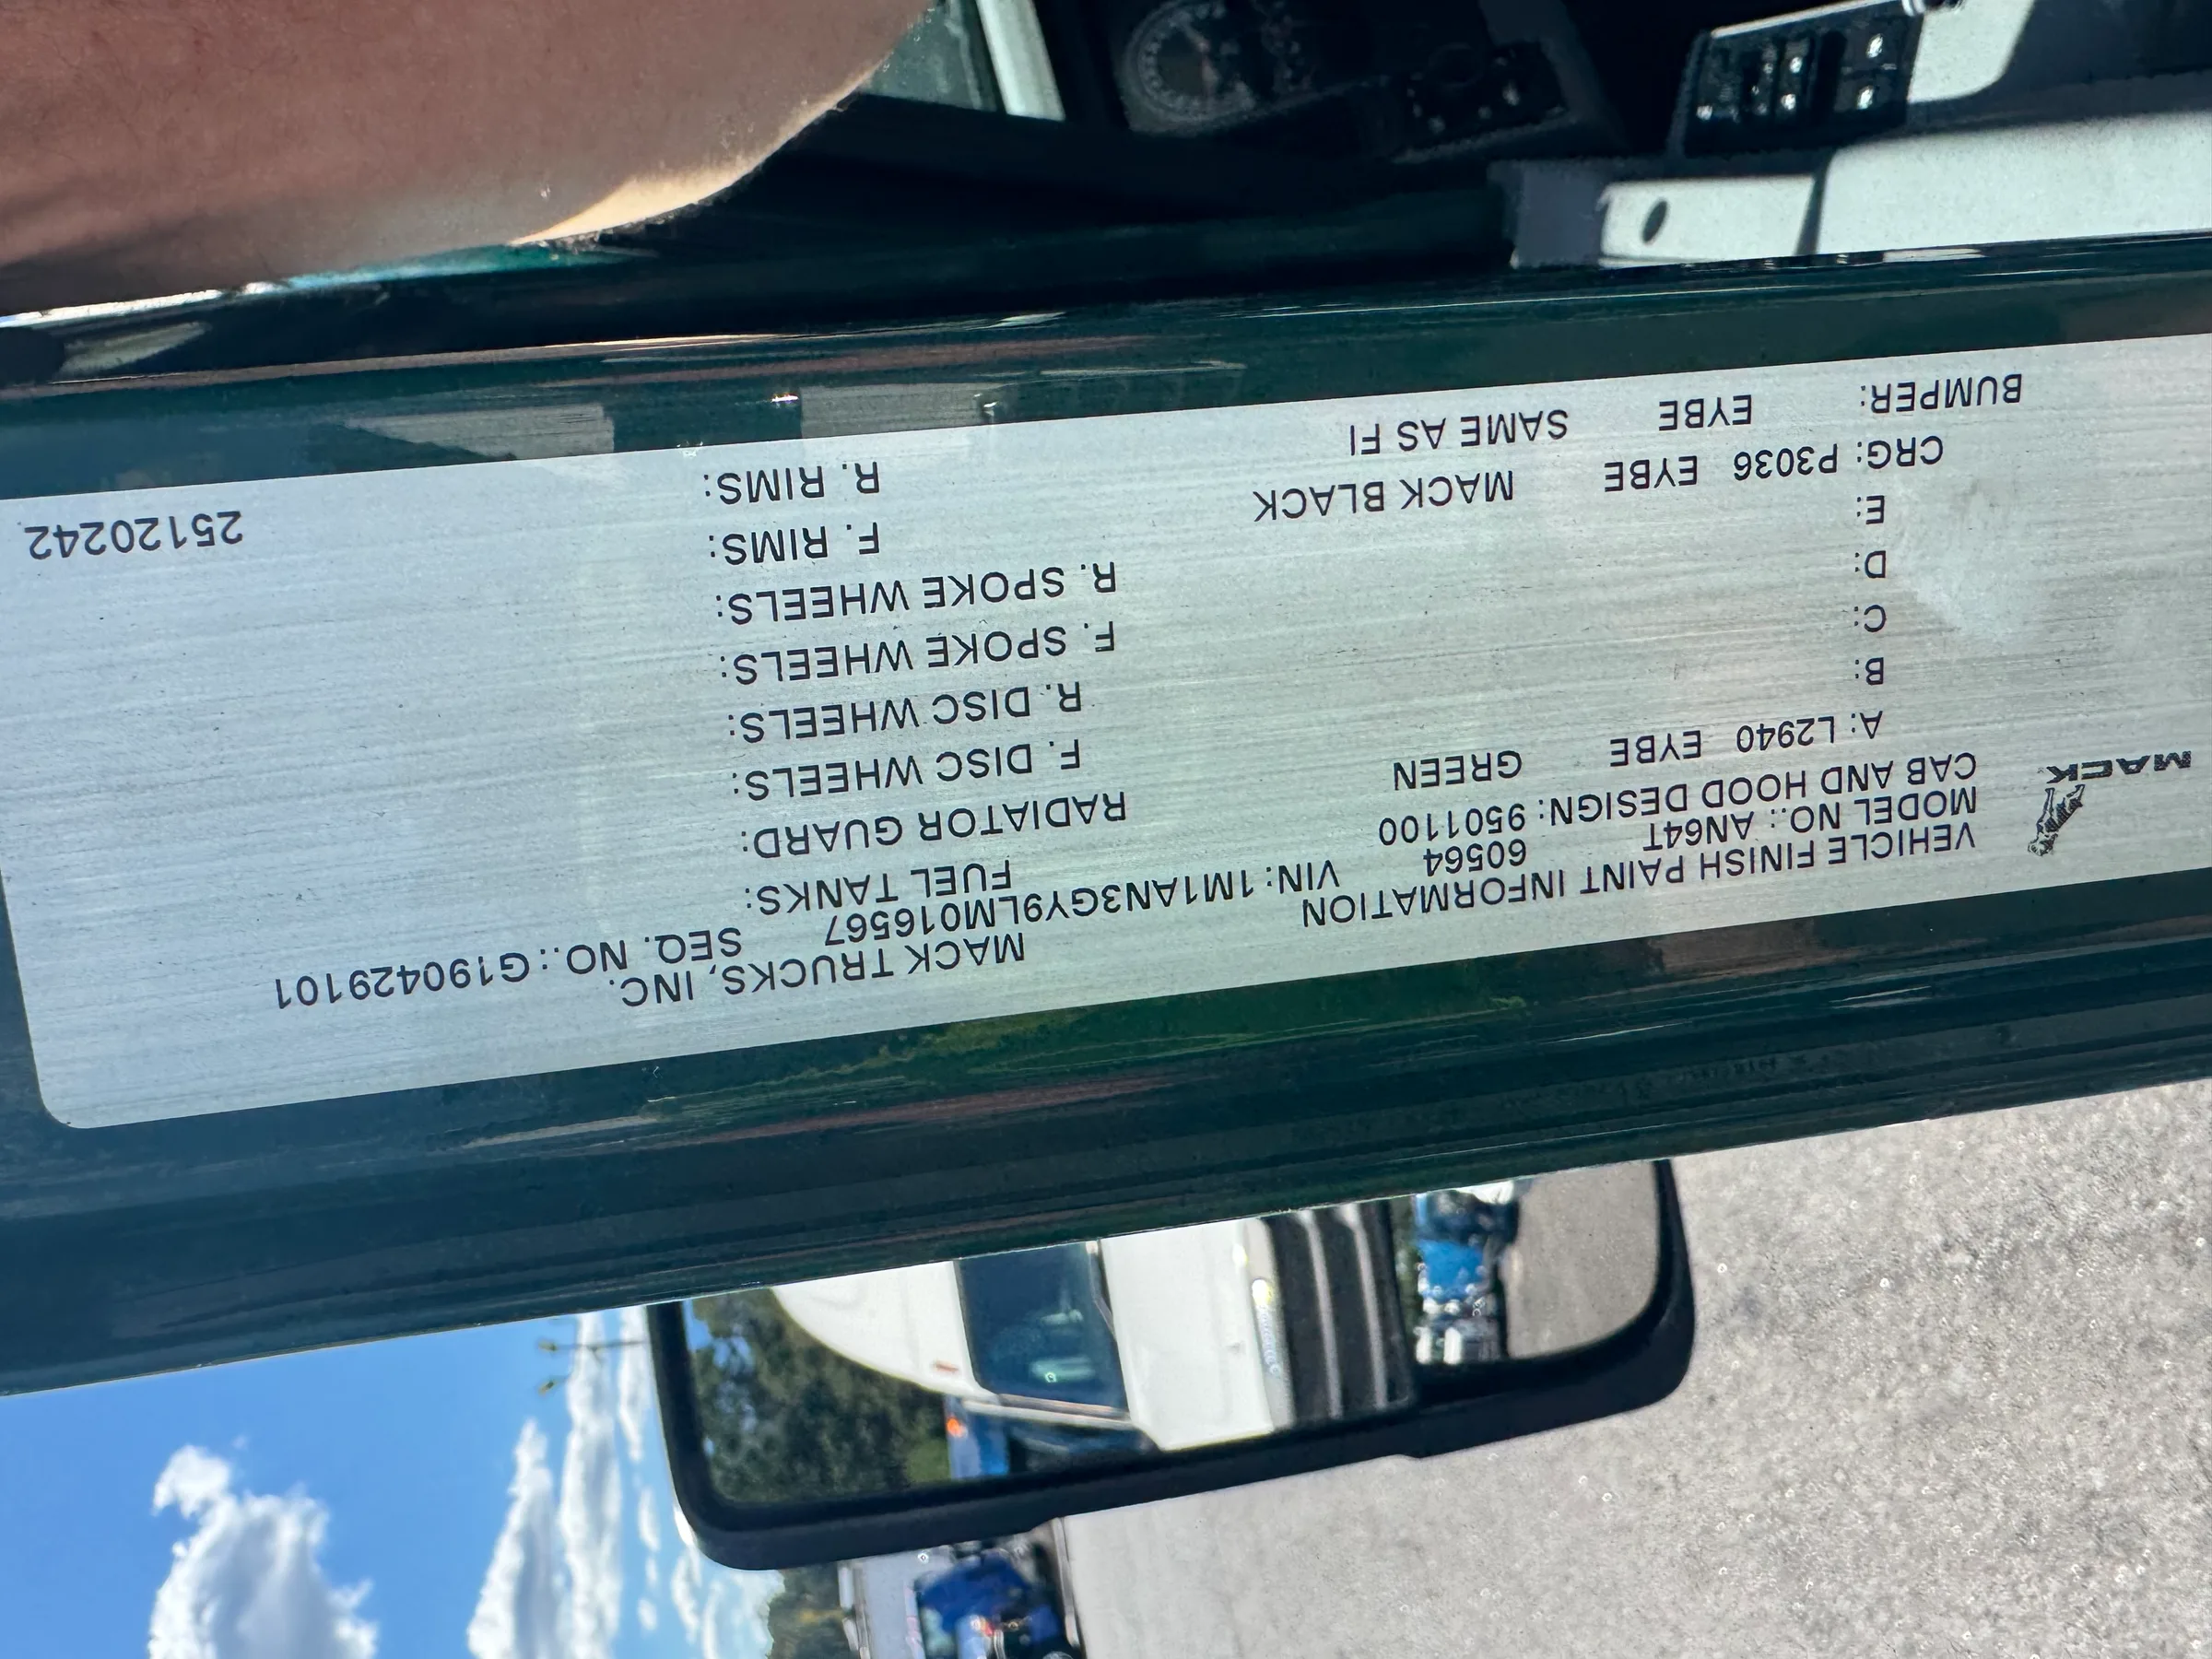 MACK
MACK TRUCKS, INC.
VEHICLE FINISH PAINT INFORMATION
MODEL NO.: AN64T 60564 VIN: 1M1AN3GY9LM016567 SEQ. NO.: G190429101
CAB AND HOOD DESIGN: 9501100
A: L2940 EYBE GREEN
B:
C:
D:
E:
CRG: P3036 EYBE MACK BLACK
BUMPER: EYBE SAME AS FI
FUEL TANKS:
RADIATOR GUARD:
F. DISC WHEELS:
R. DISC WHEELS:
F. SPOKE WHEELS:
R. SPOKE WHEELS:
F. RIMS:
R. RIMS:
25120242